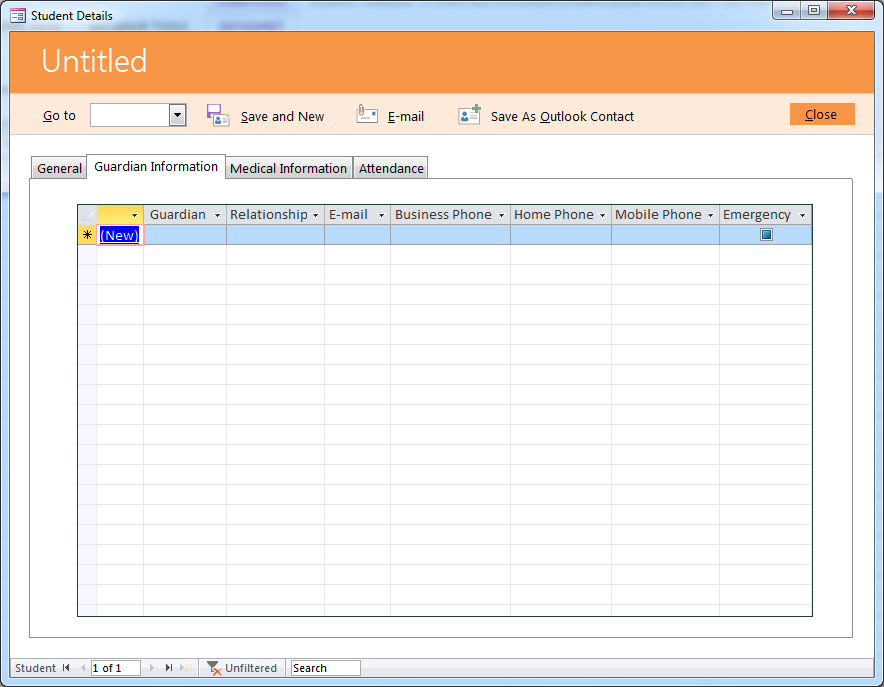 Student Details
Untitled
Go to Save and New E-mail Save As Outlook Contact Close
General Guardian Information Medical Information Attendance
Guardian Relationship E-mail Business Phone Home Phone Mobile Phone Emergency
(New)
Student 1 of 1 Unfiltered Search